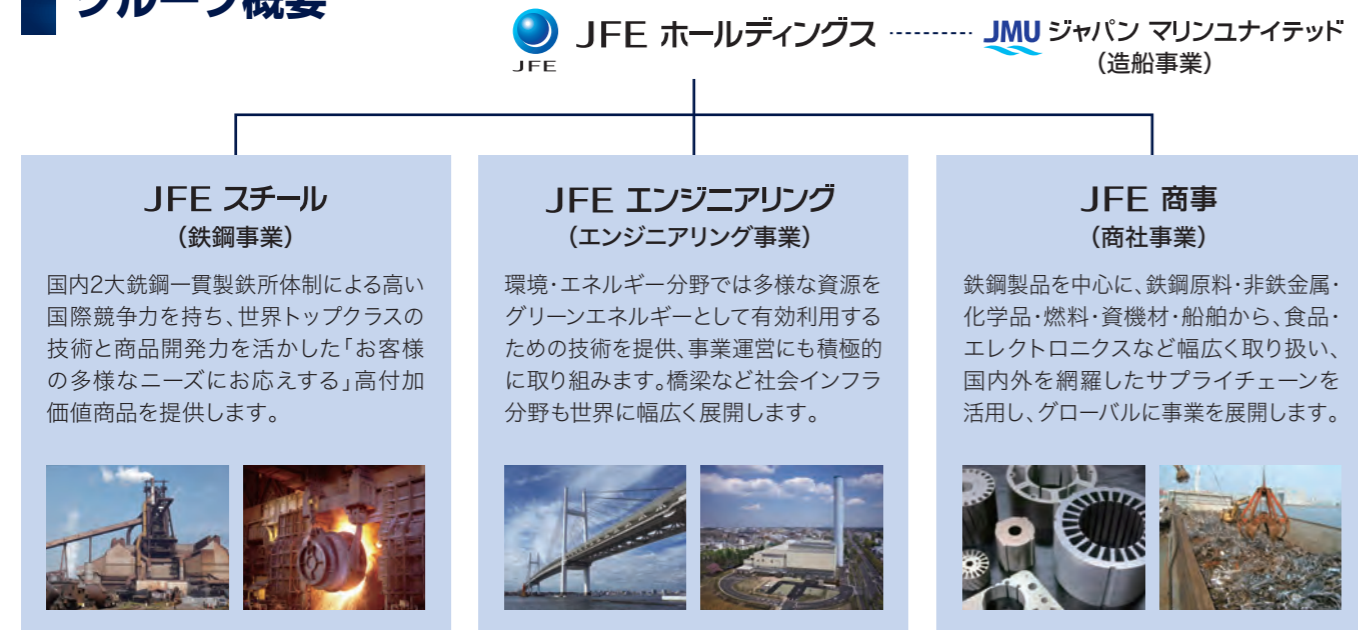 グループ概要
JFE ホールディングス
JMU ジャパン マリンユナイテッド
JFE
（造船事業）
JFE スチール
（鉄鋼事業）
国内2大銑鋼一貫製鉄所体制による高い
国際競争力を持ち、世界トップクラスの
技術と商品開発力を活かした「お客様
の多様なニーズにお応えする」高付加
価値商品を提供します。
JFE エンジニアリング
（エンジニアリング事業）
環境・エネルギー分野では多様な資源を
グリーンエネルギーとして有効利用する
ための技術を提供、事業運営にも積極的
に取り組みます。橋梁など社会インフラ
分野も世界に幅広く展開します。
JFE 商事
（商社事業）
鉄鋼製品を中心に、鉄鋼原料・非鉄金属・
化学品・燃料・資機材・船舶から、食品・
エレクトロニクスなど幅広く取り扱い、
国内外を網羅したサプライチェーンを
活用し、グローバルに事業を展開します。